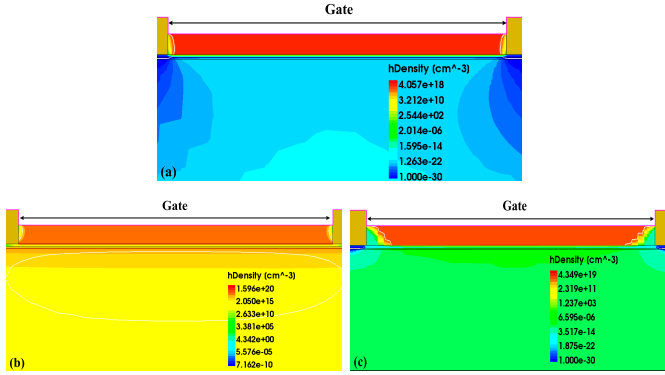 Gate
hDensity (cm^-3)
4.057e+18
3.212e+10
2.544e+02
2.014e-06
1.595e-14
1.263e-22
1.000e-30
(a)
Gate
hDensity (cm^-3)
1.596e+20
2.050e+15
2.633e+10
3.381e+05
4.342e+00
5.576e-05
7.162e-10
(b)
Gate
hDensity (cm^-3)
4.349e+19
2.319e+11
1.237e+03
6.595e-06
3.517e-14
1.875e-22
1.000e-30
(c)